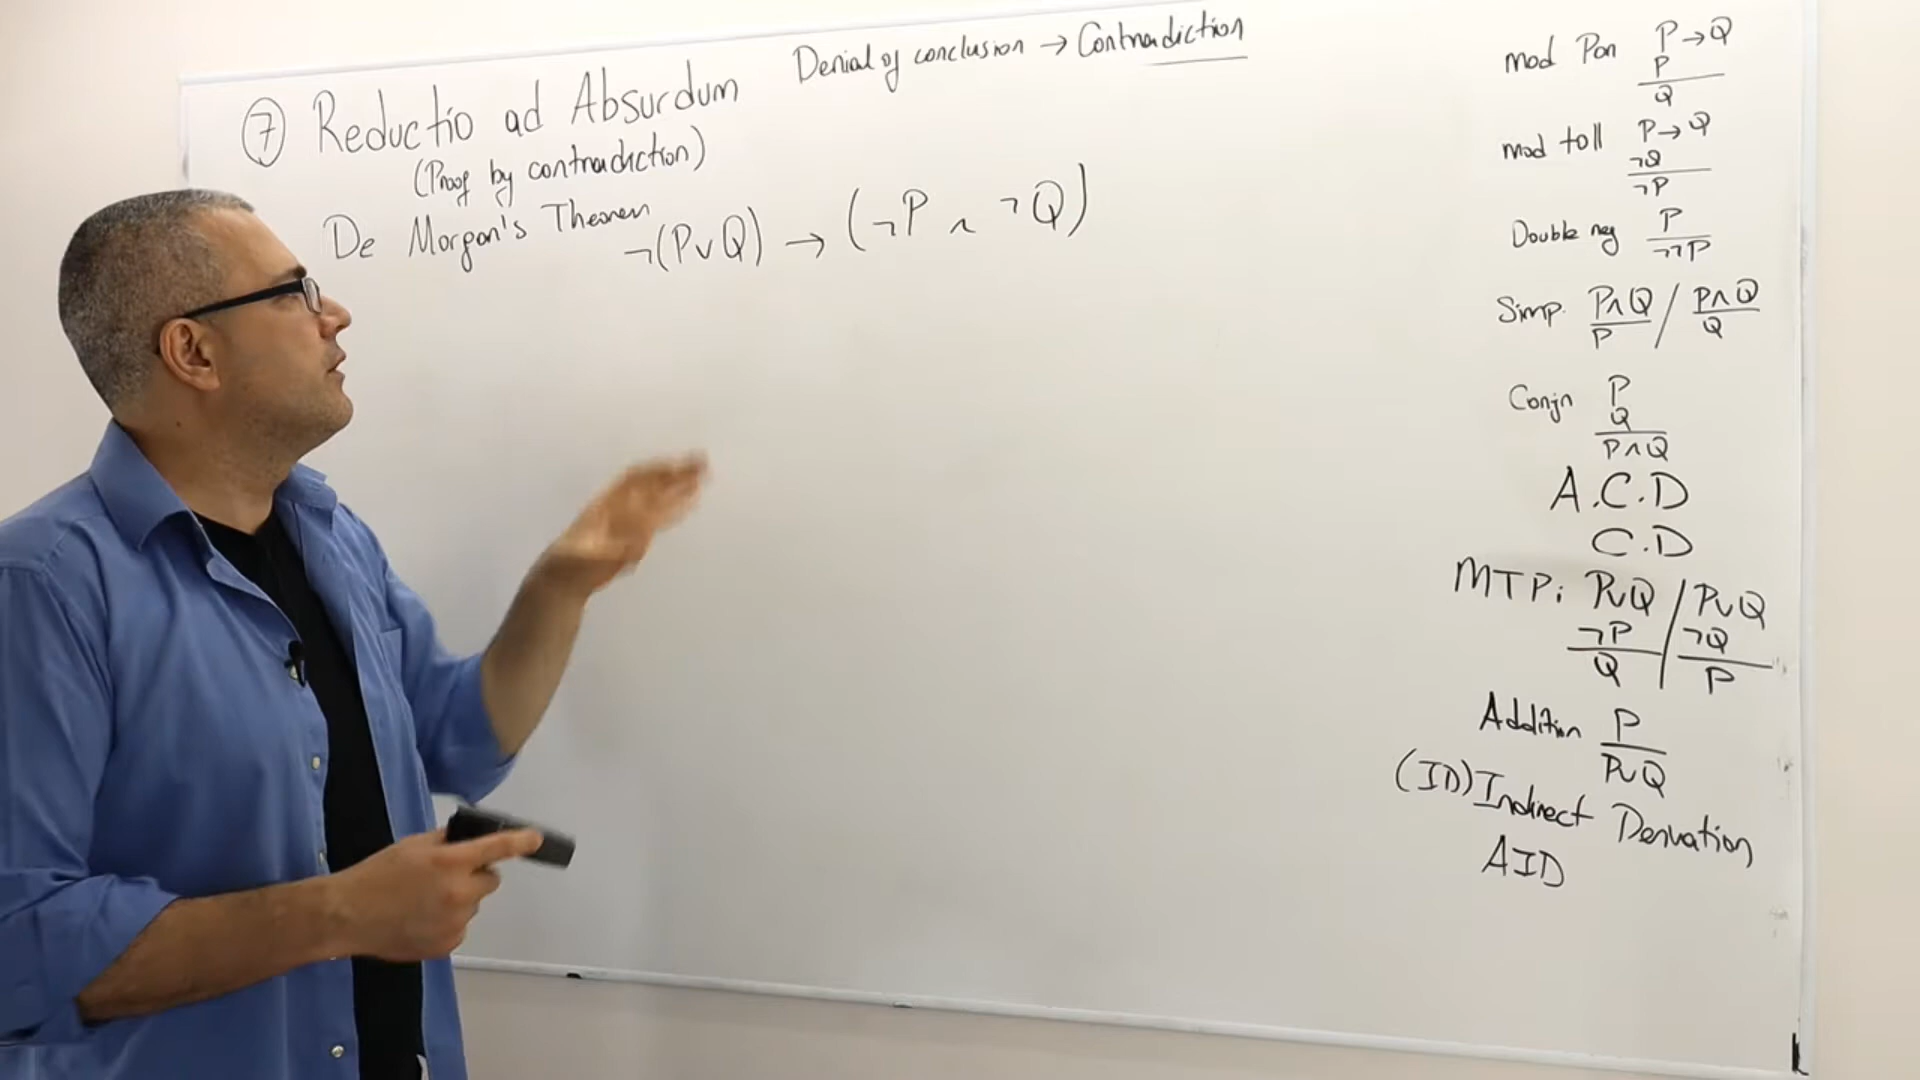 ⑦ Reductio ad Absurdum
Denial of conclusion → Contradiction
(Proof by contradiction)
De Morgan's Theorem ¬(P∨Q) → (¬P ∧ ¬Q)
mod Pon P→Q
P
Q
mod toll P→Q
¬Q
¬P
Double neg P
¬¬P
Simp. P∧Q / P∧Q
P Q
Conjn P
Q
P∧Q
A.C.D
C.D
MTP: P∨Q / P∨Q
¬P ¬Q
Q P
Addition P
P∨Q
(ID) Indirect Derivation
AID